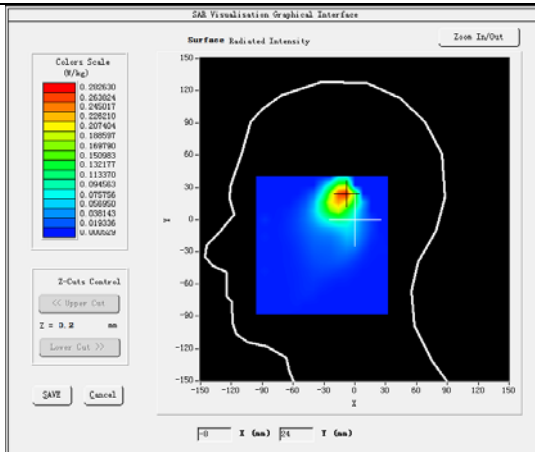 SAR Visualisation Graphical Interface
Surface Radiated Intensity
Zoom In/Out
Colors Scale
(W/kg)
0.282630
0.263824
0.245017
0.226210
0.207404
0.188597
0.169790
0.150983
0.132177
0.113370
0.094563
0.075756
0.056950
0.038143
0.019336
0.000529
150
120
90
60
30
0
-30
-60
-90
-120
-150
Y
-150 -120 -90 -60 -30 0 30 60 90 120 150
X
Z-Cuts Control
<< Upper Cut
Z = 3.2 mm
Lower Cut >>
SAVE
Cancel
-8 X (mm) 24 Y (mm)